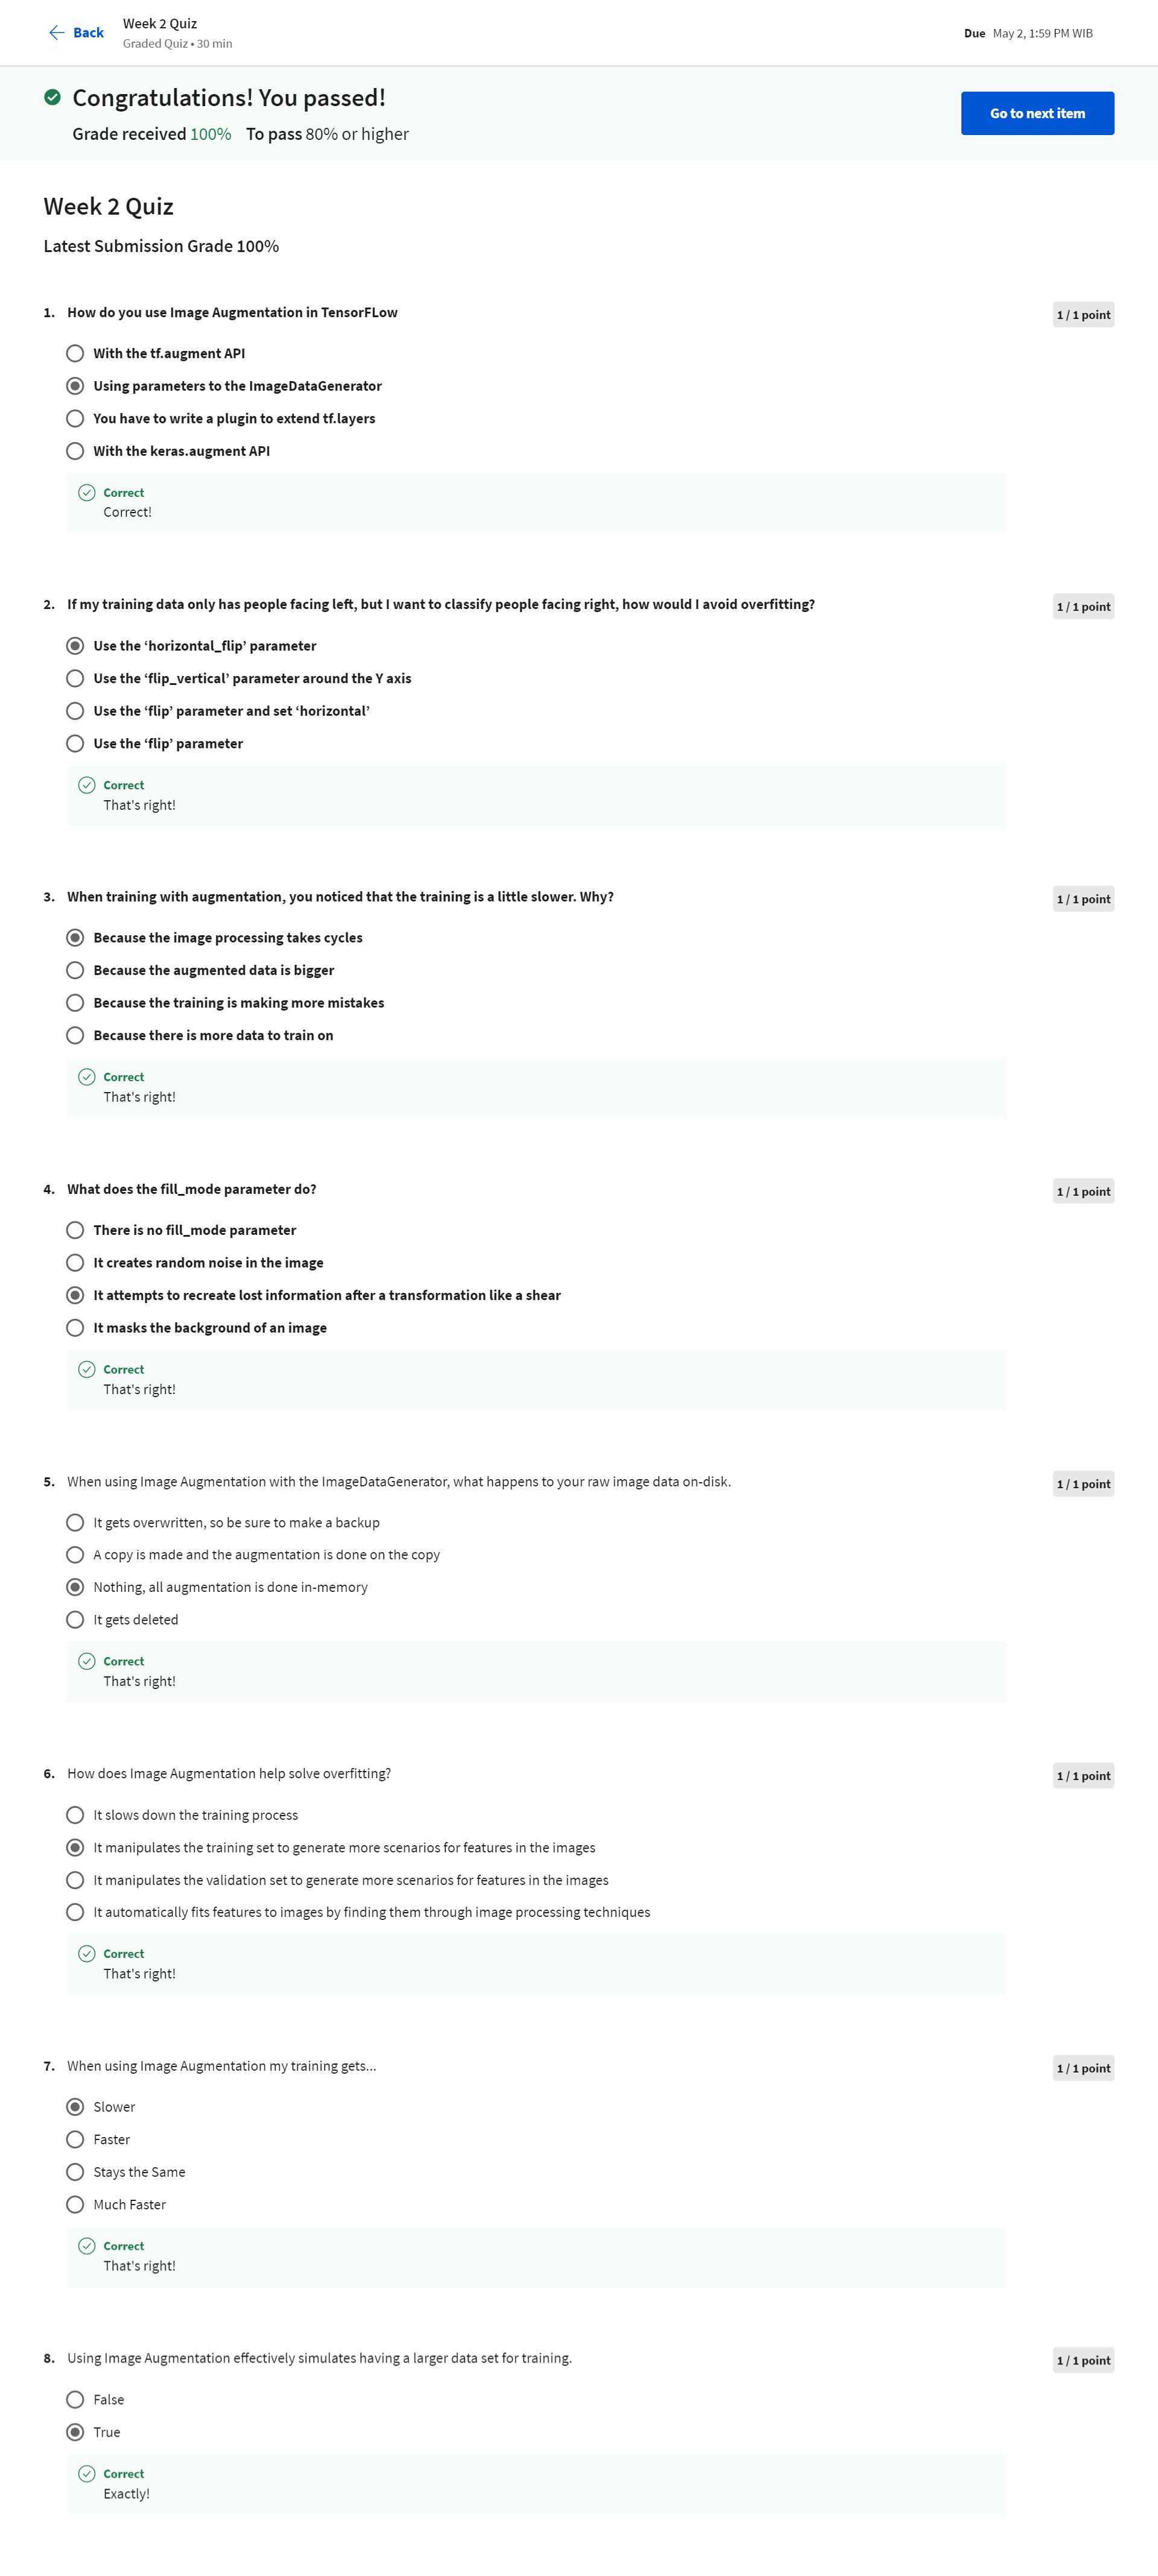 Back
Week 2 Quiz
Graded Quiz • 30 min
Due May 2, 1:59 PM WIB
Congratulations! You passed!
Grade received 100% To pass 80% or higher
Go to next item
Week 2 Quiz
Latest Submission Grade 100%
1. How do you use Image Augmentation in TensorFLow
1 / 1 point
With the tf.augment API
Using parameters to the ImageDataGenerator
You have to write a plugin to extend tf.layers
With the keras.augment API
Correct
Correct!
2. If my training data only has people facing left, but I want to classify people facing right, how would I avoid overfitting?
1 / 1 point
Use the ‘horizontal_flip’ parameter
Use the ‘flip_vertical’ parameter around the Y axis
Use the ‘flip’ parameter and set ‘horizontal’
Use the ‘flip’ parameter
Correct
That's right!
3. When training with augmentation, you noticed that the training is a little slower. Why?
1 / 1 point
Because the image processing takes cycles
Because the augmented data is bigger
Because the training is making more mistakes
Because there is more data to train on
Correct
That's right!
4. What does the fill_mode parameter do?
1 / 1 point
There is no fill_mode parameter
It creates random noise in the image
It attempts to recreate lost information after a transformation like a shear
It masks the background of an image
Correct
That's right!
5. When using Image Augmentation with the ImageDataGenerator, what happens to your raw image data on-disk.
1 / 1 point
It gets overwritten, so be sure to make a backup
A copy is made and the augmentation is done on the copy
Nothing, all augmentation is done in-memory
It gets deleted
Correct
That's right!
6. How does Image Augmentation help solve overfitting?
1 / 1 point
It slows down the training process
It manipulates the training set to generate more scenarios for features in the images
It manipulates the validation set to generate more scenarios for features in the images
It automatically fits features to images by finding them through image processing techniques
Correct
That's right!
7. When using Image Augmentation my training gets...
1 / 1 point
Slower
Faster
Stays the Same
Much Faster
Correct
That's right!
8. Using Image Augmentation effectively simulates having a larger data set for training.
1 / 1 point
False
True
Correct
Exactly!